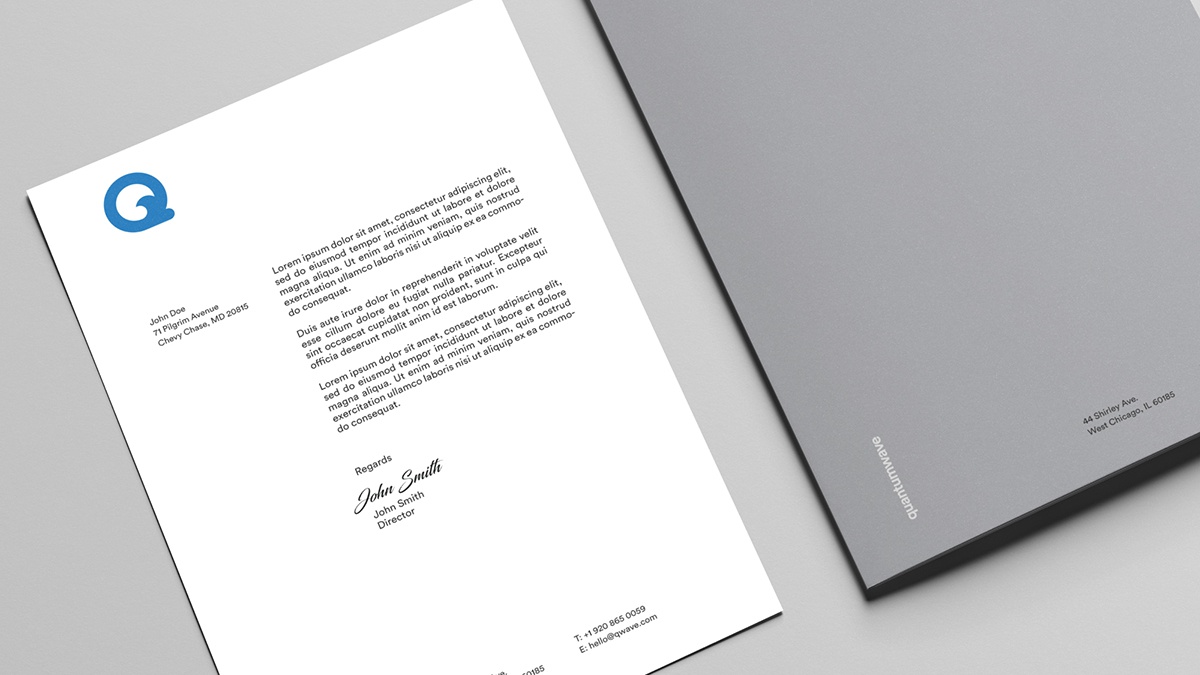 John Doe
71 Pilgrim Avenue
Chevy Chase, MD 20815
Lorem ipsum dolor sit amet, consectetur adipiscing elit,
sed do eiusmod tempor incididunt ut labore et dolore
magna aliqua. Ut enim ad minim veniam, quis nostrud
exercitation ullamco laboris nisi ut aliquip ex ea commo-
do consequat.
Duis aute irure dolor in reprehenderit in voluptate velit
esse cillum dolore eu fugiat nulla pariatur. Excepteur
sint occaecat cupidatat non proident, sunt in culpa qui
officia deserunt mollit anim id est laborum.
Lorem ipsum dolor sit amet, consectetur adipiscing elit,
sed do eiusmod tempor incididunt ut labore et dolore
magna aliqua. Ut enim ad minim veniam, quis nostrud
exercitation ullamco laboris nisi ut aliquip ex ea commo-
do consequat.
Regards
John Smith
John Smith
Director
60185
T: +1 920 865 0059
E: hello@qwave.com
quantumwave
44 Shirley Ave.
West Chicago, IL 60185